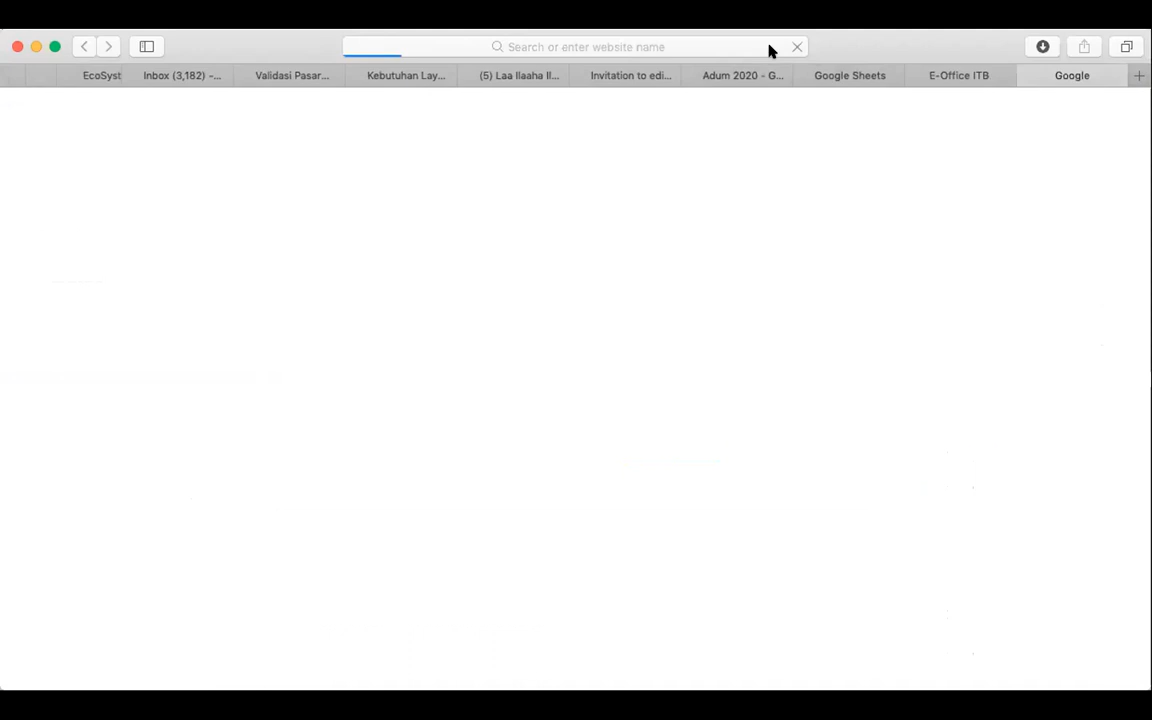 Search or enter website name
EcoSyst Inbox (3,182) –... Validasi Pasar... Kebutuhan Lay... (5) Laa Ilaaha Il... Invitation to edi... Adum 2020 - G... Google Sheets E-Office ITB Google